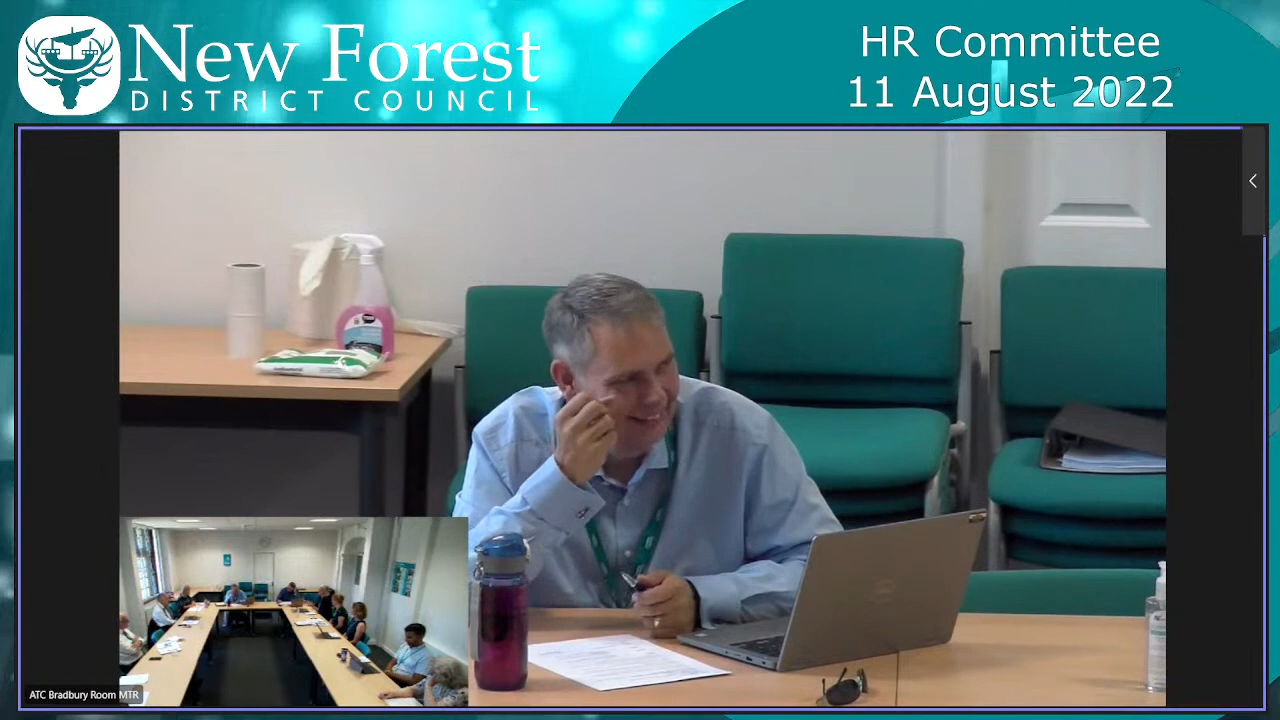 New Forest
DISTRICT COUNCIL
HR Committee
11 August 2022
ATC Bradbury Room MTR